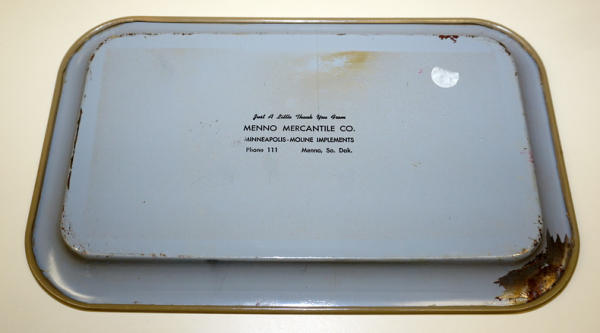 Just A Little Thank You From
MENNO MERCANTILE CO.
MINNEAPOLIS-MOLINE IMPLEMENTS
Phone 111 Menno, So. Dak.